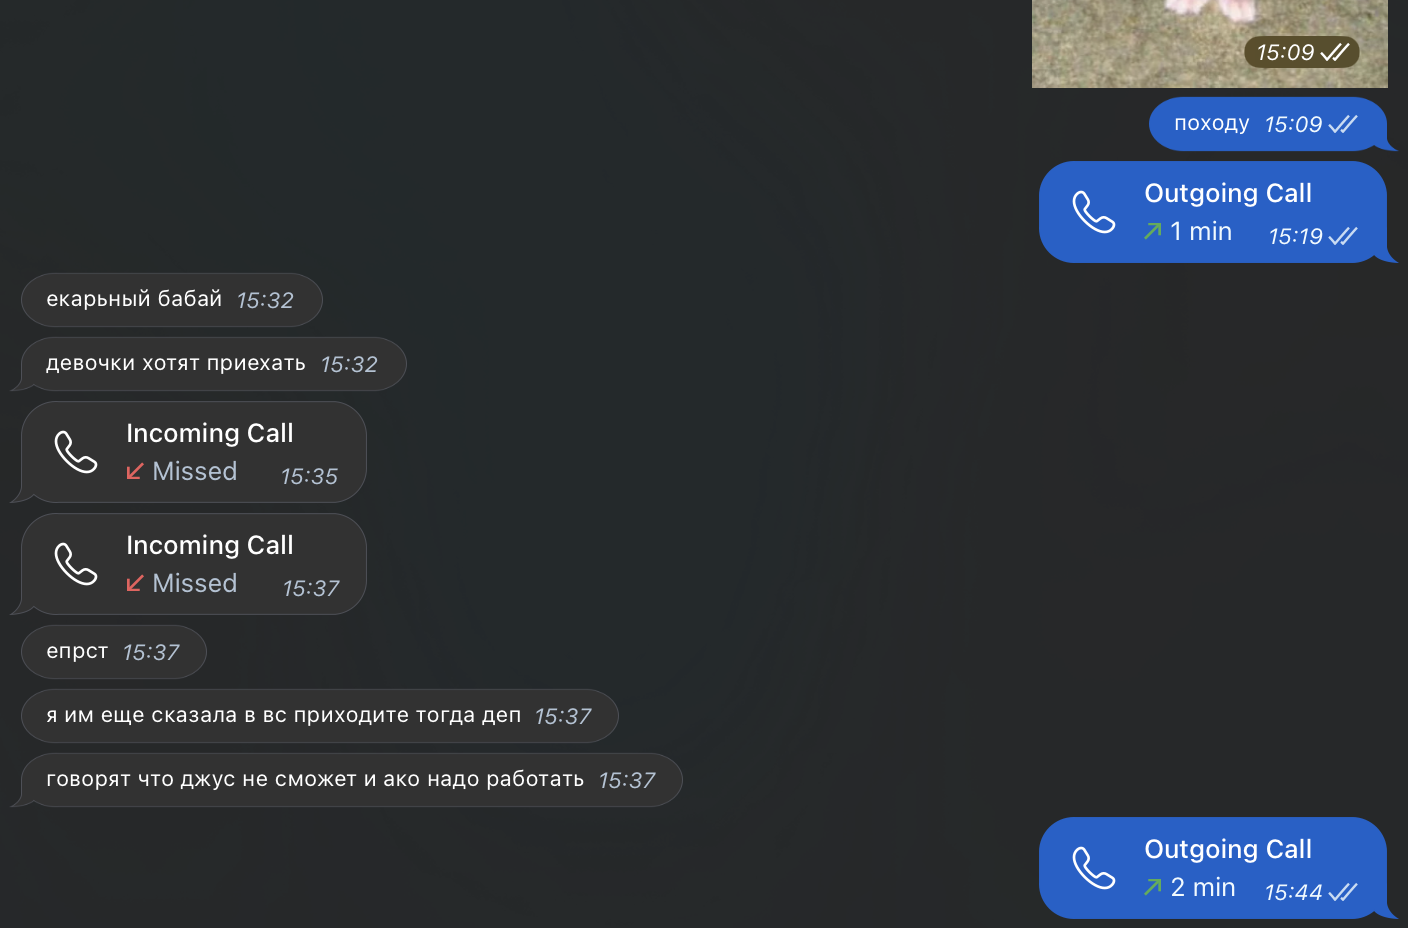 15:09
походу 15:09
Outgoing Call
1 min 15:19
екарьный бабай 15:32
девочки хотят приехать 15:32
Incoming Call
Missed 15:35
Incoming Call
Missed 15:37
епрст 15:37
я им еще сказала в вс приходите тогда деп 15:37
говорят что джус не сможет и ако надо работать 15:37
Outgoing Call
2 min 15:44